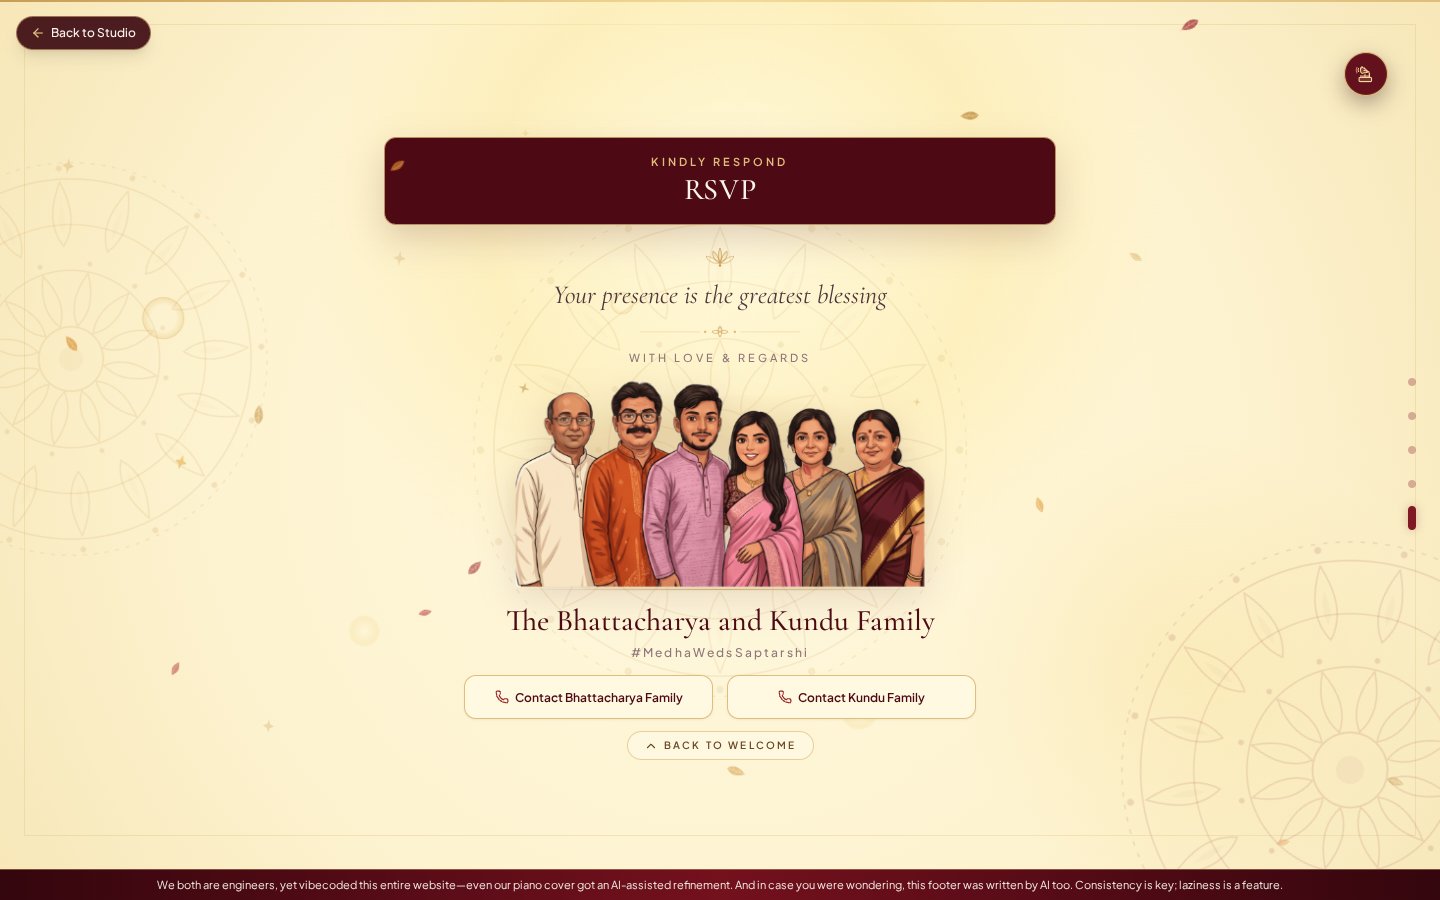 Back to Studio
KINDLY RESPOND
RSVP
Your presence is the greatest blessing
WITH LOVE & REGARDS
The Bhattacharya and Kundu Family
#MedhaWedsSaptarshi
Contact Bhattacharya Family
Contact Kundu Family
BACK TO WELCOME
We both are engineers, yet vibecoded this entire website—even our piano cover got an AI-assisted refinement. And in case you were wondering, this footer was written by AI too. Consistency is key; laziness is a feature.